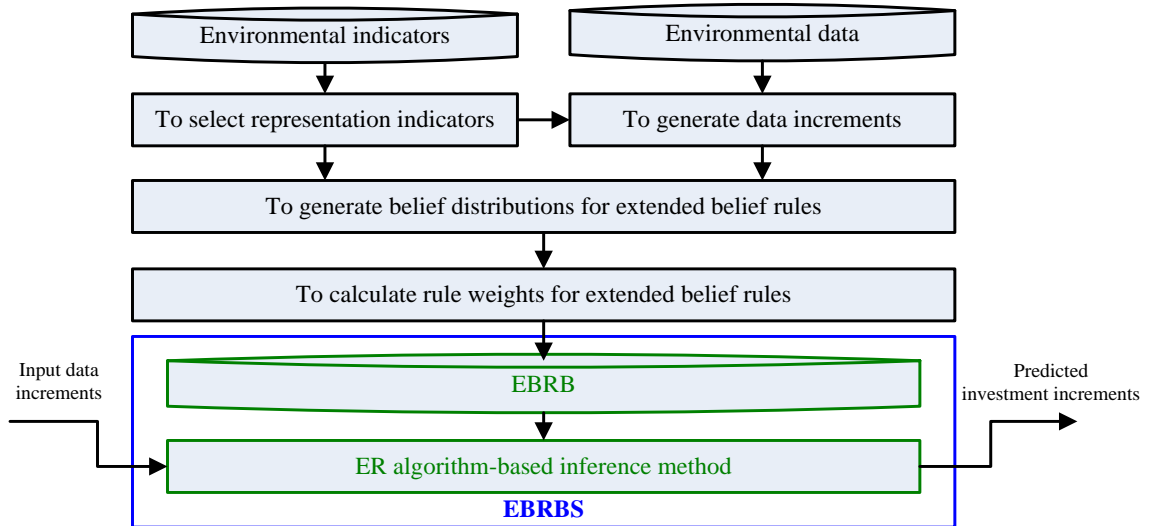 Environmental indicators
Environmental data
To select representation indicators
To generate data increments
To generate belief distributions for extended belief rules
To calculate rule weights for extended belief rules
Input data
increments
EBRB
Predicted
investment increments
ER algorithm-based inference method
EBRBS